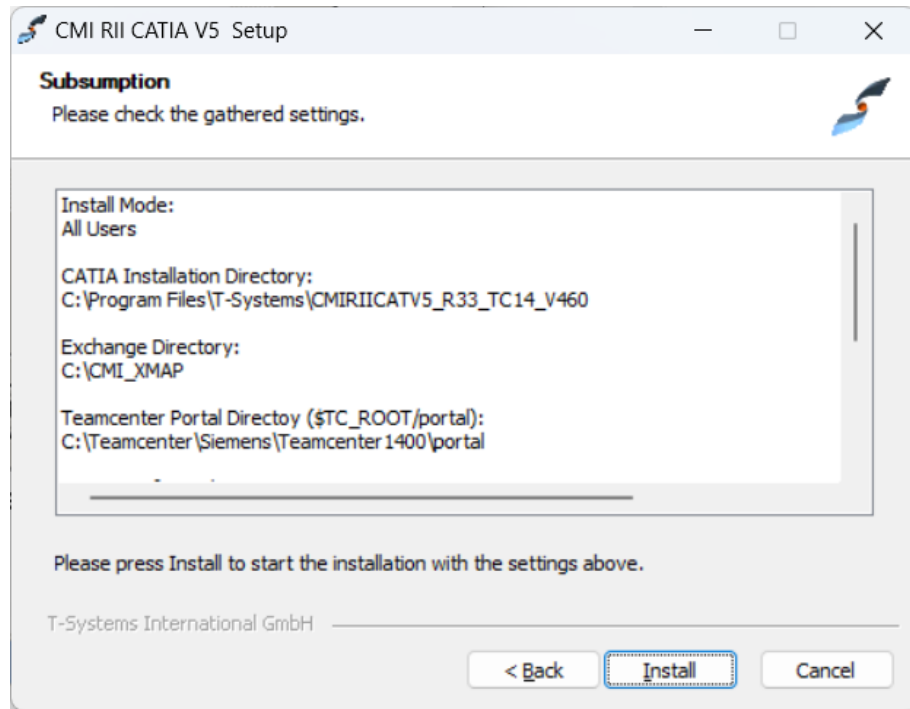 CMI RII CATIA V5  Setup
Subsumption
Please check the gathered settings.
Install Mode:
All Users
CATIA Installation Directory:
C:\Program Files\T-Systems\CMIRIICATV5_R33_TC14_V460
Exchange Directory:
C:\CMI_XMAP
Teamcenter Portal Directoy ($TC_ROOT/portal):
C:\Teamcenter\Siemens\Teamcenter1400\portal
Please press Install to start the installation with the settings above.
T-Systems International GmbH
< Back
Install
Cancel